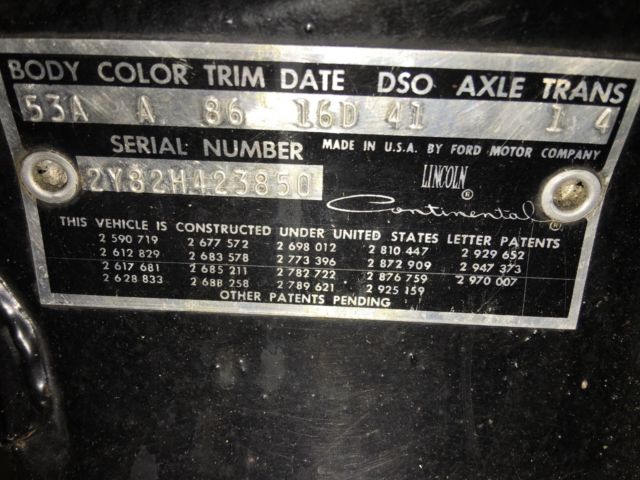 BODY COLOR TRIM DATE DSO AXLE TRANS
53A A 86 16D 41 1 4
SERIAL NUMBER MADE IN U.S.A. BY FORD MOTOR COMPANY
2Y82H423850 LINCOLN
Continental ®
THIS VEHICLE IS CONSTRUCTED UNDER UNITED STATES LETTER PATENTS
2 590 719 2 677 572 2 698 012 2 810 447 2 929 652
2 612 829 2 683 578 2 773 396 2 872 909 2 947 373
2 617 681 2 685 211 2 782 722 2 876 759 2 970 007
2 628 833 2 688 258 2 789 621 2 925 159
OTHER PATENTS PENDING